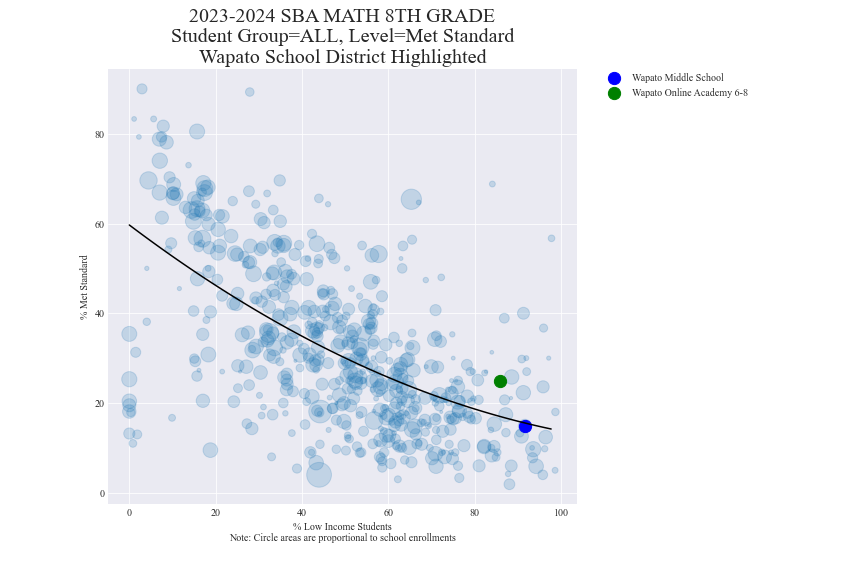 2023-2024 SBA MATH 8TH GRADE
Student Group=ALL, Level=Met Standard
Wapato School District Highlighted
Wapato Middle School
Wapato Online Academy 6-8
% Met Standard
80
60
40
20
0
0 20 40 60 80 100
% Low Income Students
Note: Circle areas are proportional to school enrollments